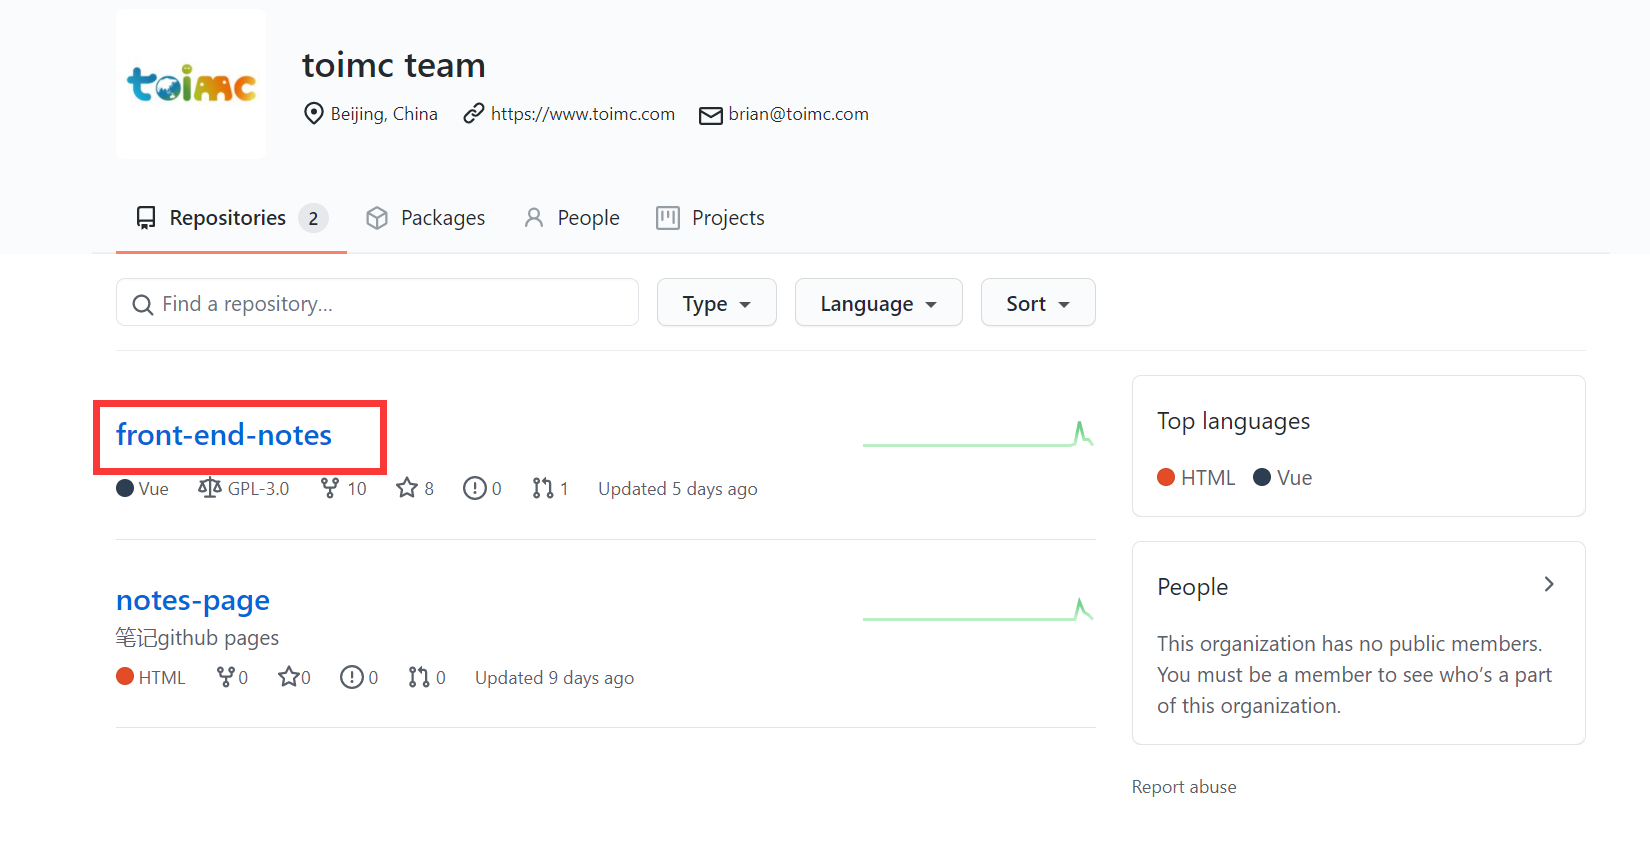 toimc
toimc team
Beijing, China https://www.toimc.com brian@toimc.com
Repositories 2 Packages People Projects
Find a repository... Type Language Sort
front-end-notes
Vue GPL-3.0 10 8 0 1 Updated 5 days ago
notes-page
笔记github pages
HTML 0 0 0 0 Updated 9 days ago
Top languages
HTML Vue
People
This organization has no public members.
You must be a member to see who’s a part
of this organization.
Report abuse